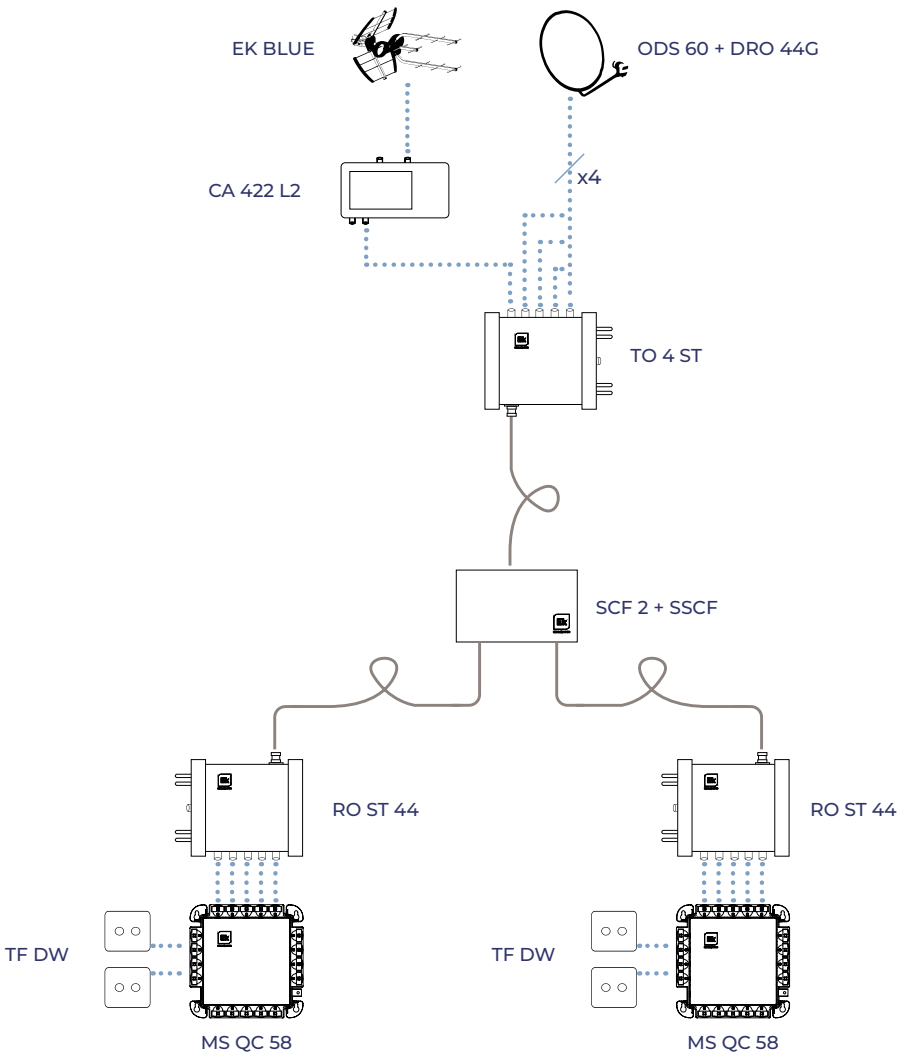 EK BLUE
ODS 60 + DRO 44G
CA 422 L2
x4
TO 4 ST
SCF 2 + SSCF
RO ST 44
RO ST 44
TF DW
TF DW
MS QC 58
MS QC 58